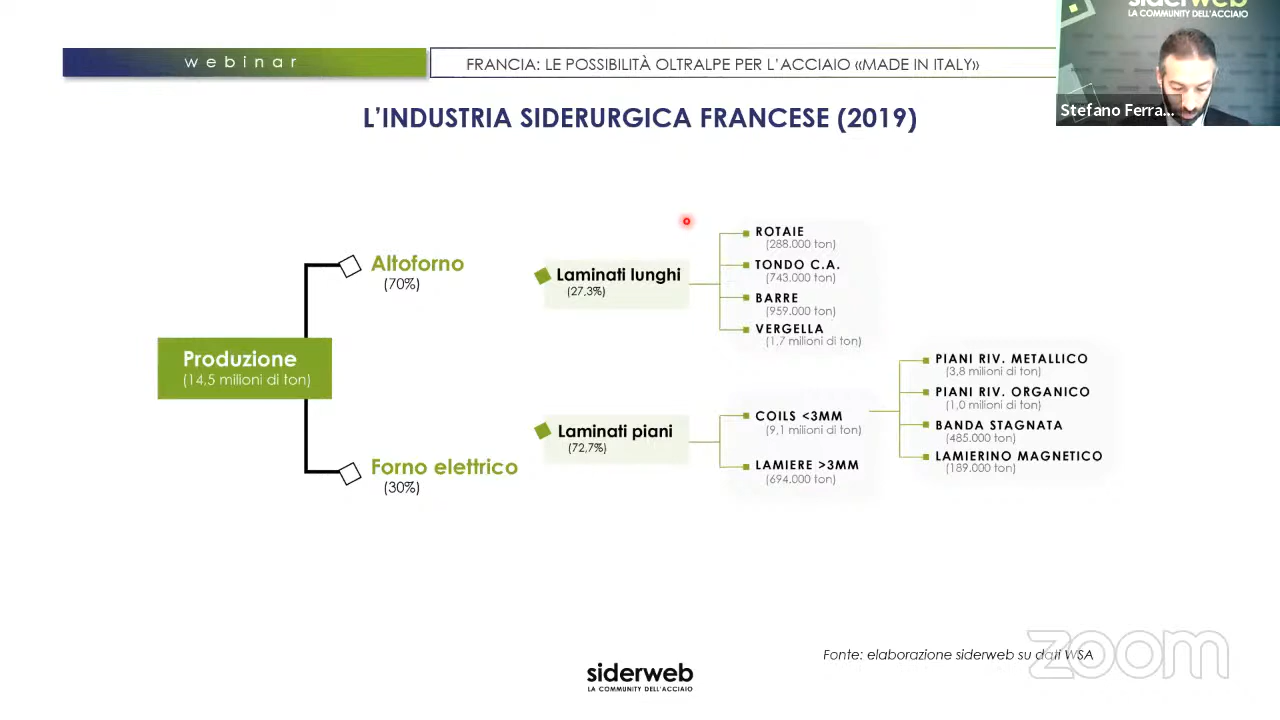 siderweb
LA COMMUNITY DELL'ACCIAIO
Stefano Ferra...
webinar
FRANCIA: LE POSSIBILITÀ OLTRALPE PER L'ACCIAIO «MADE IN ITALY»
L'INDUSTRIA SIDERURGICA FRANCESE (2019)
Produzione
(14,5 milioni di ton)
Altoforno
(70%)
Forno elettrico
(30%)
Laminati lunghi
(27,3%)
ROTAIE
(288.000 ton)
TONDO C.A.
(743.000 ton)
BARRE
(959.000 ton)
VERGELLA
(1,7 milioni di ton)
Laminati piani
(72,7%)
COILS <3MM
(9,1 milioni di ton)
LAMIERE >3MM
(694.000 ton)
PIANI RIV. METALLICO
(3,8 milioni di ton)
PIANI RIV. ORGANICO
(1,0 milioni di ton)
BANDA STAGNATA
(485.000 ton)
LAMIERINO MAGNETICO
(189.000 ton)
Fonte: elaborazione siderweb su dati WSA
zoom
siderweb
LA COMMUNITY DELL'ACCIAIO